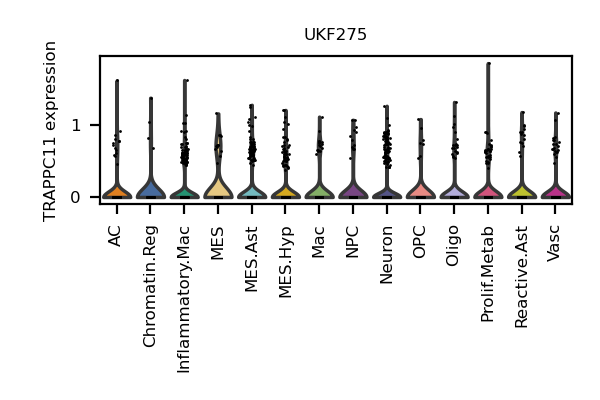 UKF275
TRAPPC11 expression
1
0
AC
Chromatin.Reg
Inflammatory.Mac
MES
MES.Ast
MES.Hyp
Mac
NPC
Neuron
OPC
Oligo
Prolif.Metab
Reactive.Ast
Vasc